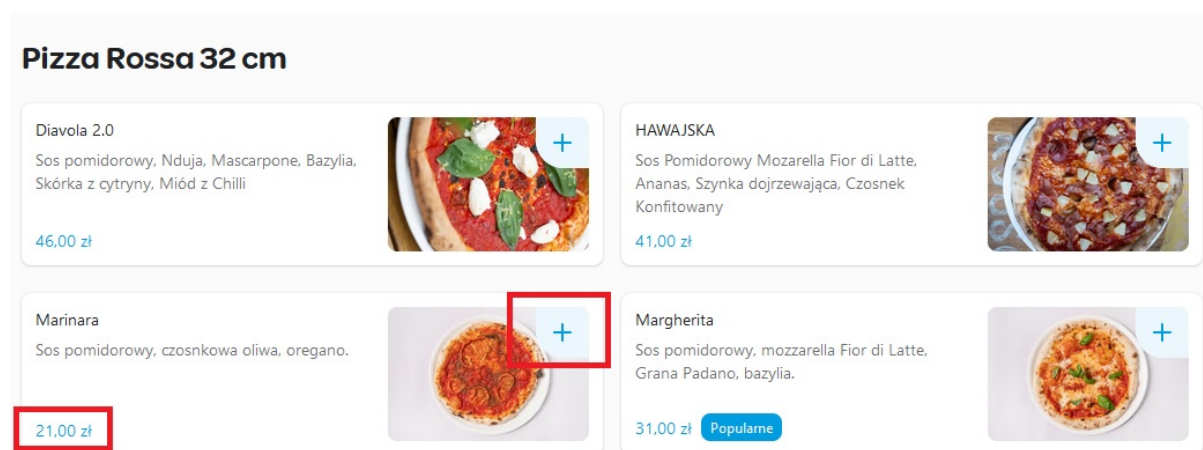 Pizza Rossa 32 cm
Diavola 2.0
Sos pomidorowy, Nduja, Mascarpone, Bazylia,
Skórka z cytryny, Miód z Chilli
46,00 zł
HAWAJSKA
Sos Pomidorowy Mozarella Fior di Latte,
Ananas, Szynka dojrzewająca, Czosnek
Konfitowany
41,00 zł
Marinara
Sos pomidorowy, czosnkowa oliwa, oregano.
21,00 zł
Margherita
Sos pomidorowy, mozzarella Fior di Latte,
Grana Padano, bazylia.
31,00 zł Popularne